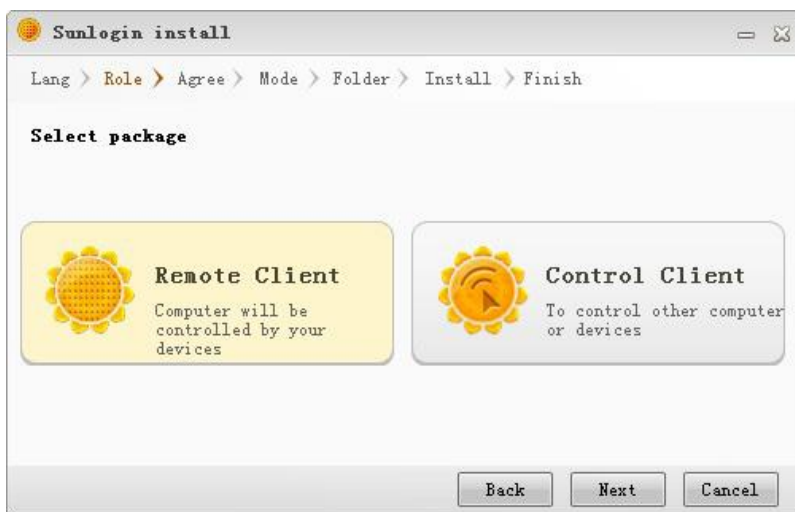 Sunlogin install
Lang > Role > Agree > Mode > Folder > Install > Finish
Select package
Remote Client
Computer will be
controlled by your
devices
Control Client
To control other computer
or devices
Back Next Cancel